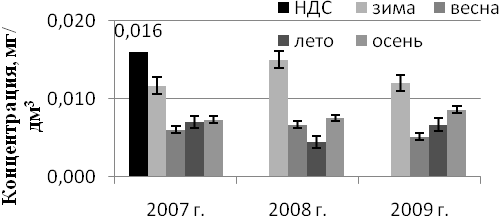 НДС зима весна
лето осень
0,020
0,016
0,010
0,000
Концентрация, мг/
дм³
2007 г. 2008 г. 2009 г.